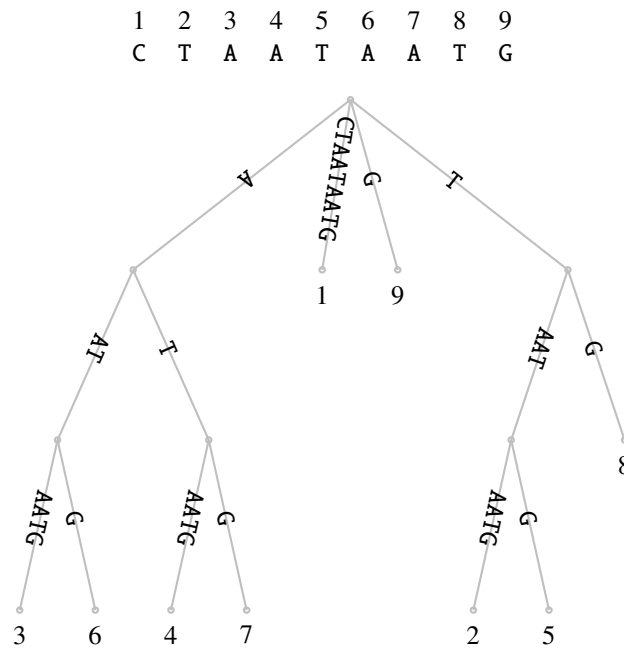 1 2 3 4 5 6 7 8 9
C T A A T A A T G
A CTAATAATG G T
1 9
AT T AAT G
8
AATG G AATG G AATG G
3 6 4 7 2 5